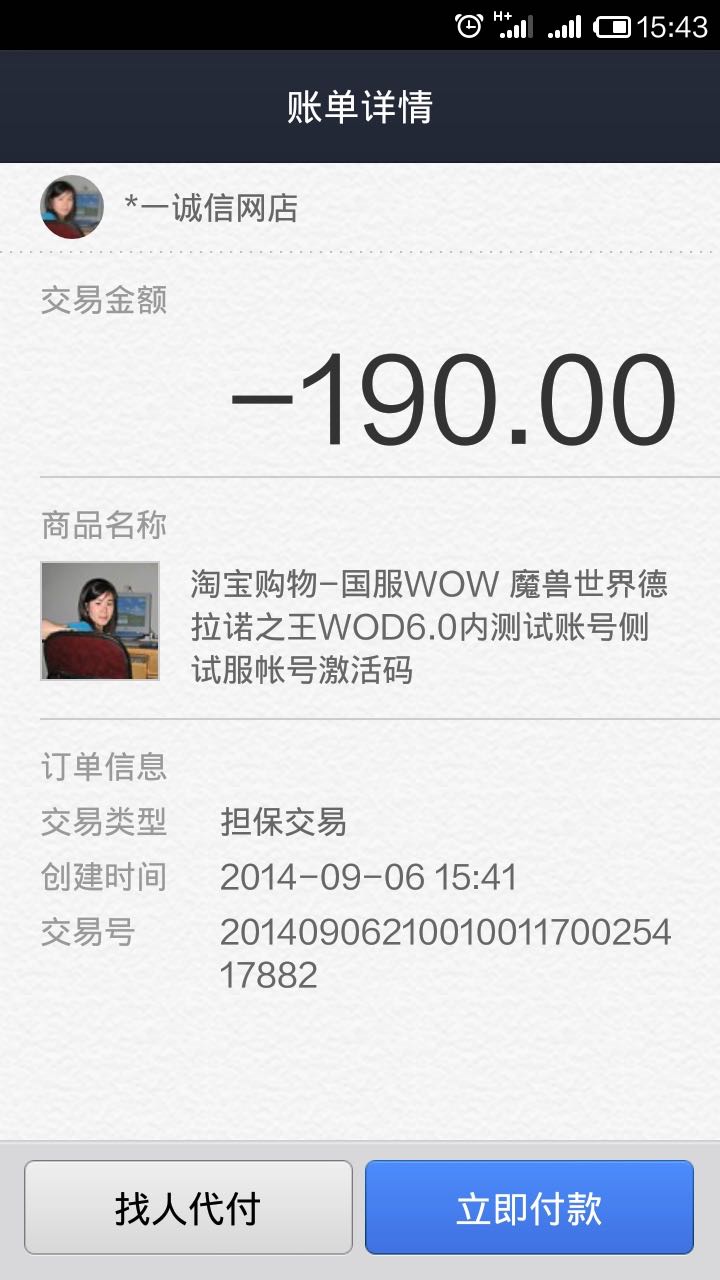 H+ 15:43
账单详情
*一诚信网店
交易金额
-190.00
商品名称
淘宝购物-国服WOW 魔兽世界德
拉诺之王WOD6.0内测试账号侧
试服帐号激活码
订单信息
交易类型 担保交易
创建时间 2014-09-06 15:41
交易号 20140906210010011700254
17882
找人代付 立即付款